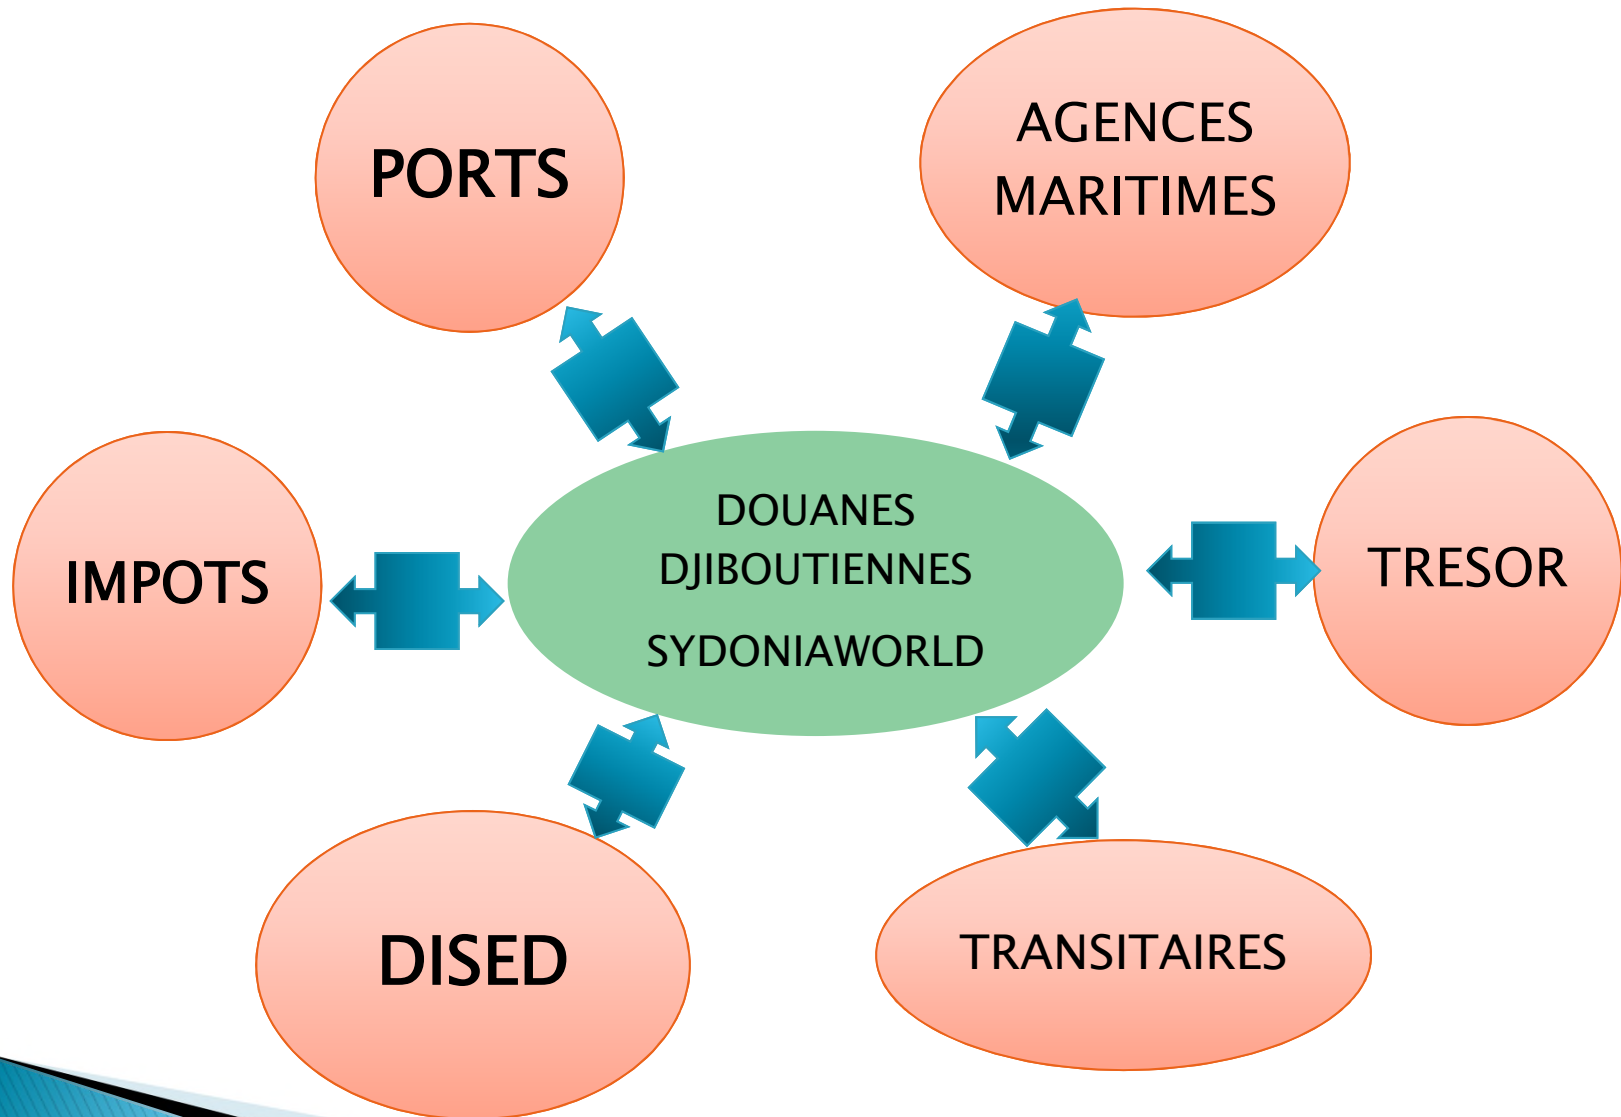 PORTS
AGENCES
MARITIMES
IMPOTS
DOUANES
DJIBOUTIENNES
SYDONIAWORLD
TRESOR
DISED
TRANSITAIRES